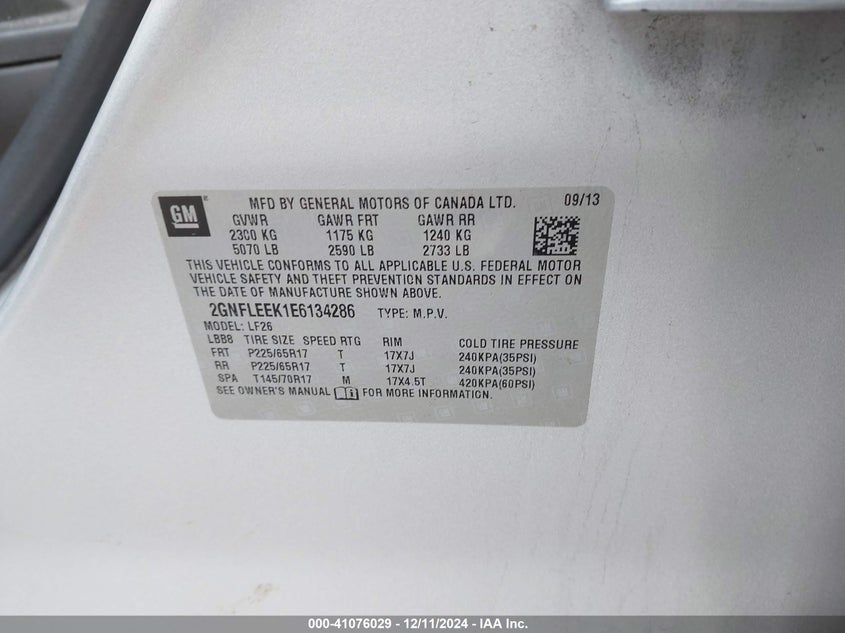 GM
MFD BY GENERAL MOTORS OF CANADA LTD. 09/13
GVWR GAWR FRT GAWR RR
2300 KG 1175 KG 1240 KG
5070 LB 2590 LB 2733 LB
THIS VEHICLE CONFORMS TO ALL APPLICABLE U.S. FEDERAL MOTOR
VEHICLE SAFETY AND THEFT PREVENTION STANDARDS IN EFFECT ON
THE DATE OF MANUFACTURE SHOWN ABOVE.
2GNFLEEK1E6134286 TYPE: M.P.V.
MODEL: LF26
LBB8 TIRE SIZE SPEED RTG RIM COLD TIRE PRESSURE
FRT P225/65R17 T 17X7J 240KPA(35PSI)
RR P225/65R17 T 17X7J 240KPA(35PSI)
SPA T145/70R17 M 17X4.5T 420KPA(60PSI)
SEE OWNER'S MANUAL FOR MORE INFORMATION.
000-41076029 - 12/11/2024 - IAA Inc.